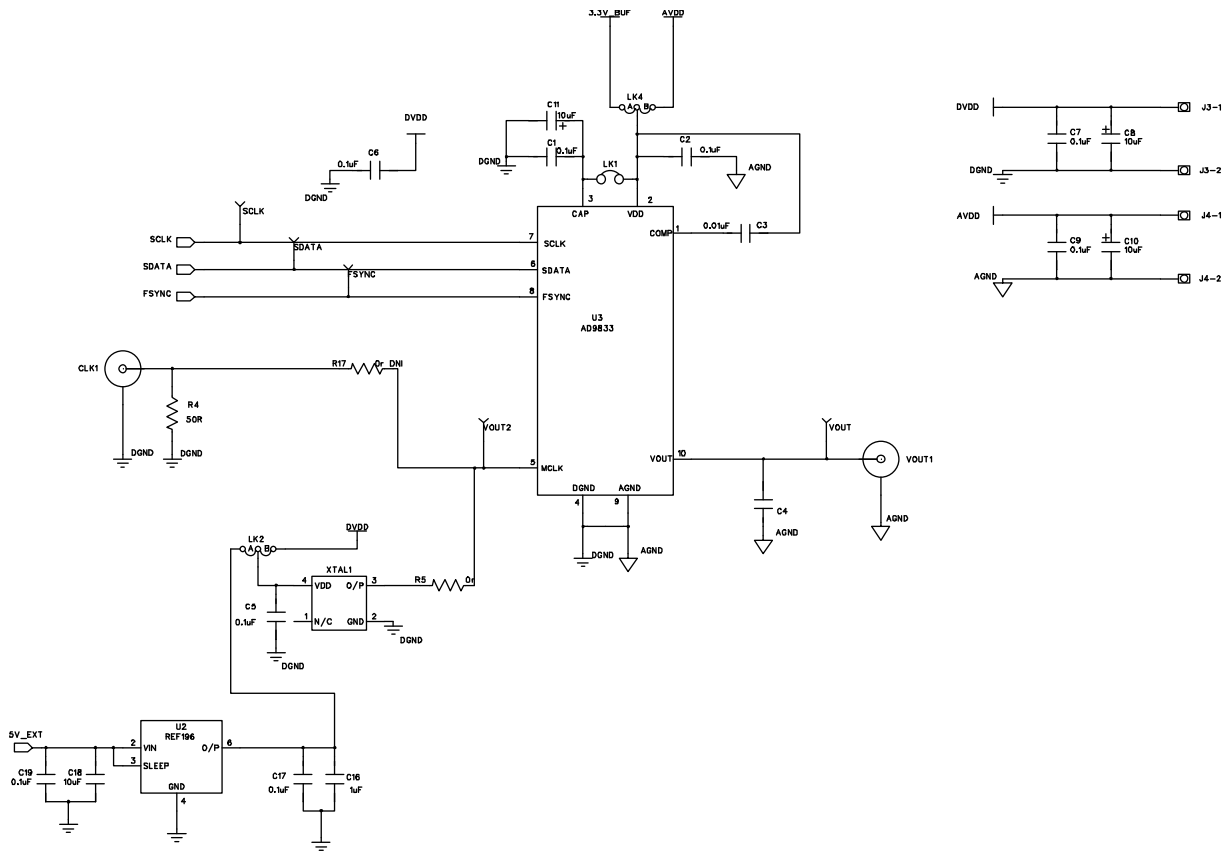 3.3V_BUF
AVDD
LK4
A B
C11
10uF
+
C1
0.1uF
DGND
DVDD
C6
0.1uF
DGND
LK1
C2
0.1uF
AGND
3
2
CAP
VDD
COMP
1
0.01uF
C3
SCLK
SCLK
7
SCLK
SDATA
SDATA
6
SDATA
FSYNC
FSYNC
8
FSYNC
U3
AD9833
DVDD
C7
0.1uF
+
C8
10uF
J3-1
DGND
J3-2
AVDD
C9
0.1uF
+
C10
10uF
J4-1
AGND
J4-2
CLK1
R17
0r DNI
R4
50R
DGND
DGND
VOUT2
5
MCLK
VOUT
10
VOUT
VOUT1
C4
AGND
AGND
DGND
AGND
4
9
DGND
AGND
LK2
A B
DVDD
XTAL1
4
VDD
O/P
3
R5
0r
C5
0.1uF
1
N/C
GND
2
DGND
DGND
5V_EXT
U2
REF196
2
VIN
O/P
6
3
SLEEP
GND
4
C19
0.1uF
C18
10uF
C17
0.1uF
C16
1uF